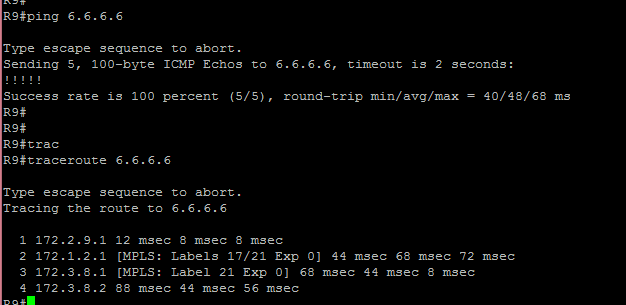 R9#
R9#ping 6.6.6.6
Type escape sequence to abort.
Sending 5, 100-byte ICMP Echos to 6.6.6.6, timeout is 2 seconds:
!!!!!
Success rate is 100 percent (5/5), round-trip min/avg/max = 40/48/68 ms
R9#
R9#
R9#trac
R9#traceroute 6.6.6.6
Type escape sequence to abort.
Tracing the route to 6.6.6.6
1 172.2.9.1 12 msec 8 msec 8 msec
2 172.1.2.1 [MPLS: Labels 17/21 Exp 0] 44 msec 68 msec 72 msec
3 172.3.8.1 [MPLS: Label 21 Exp 0] 68 msec 44 msec 8 msec
4 172.3.8.2 88 msec 44 msec 56 msec
R9#